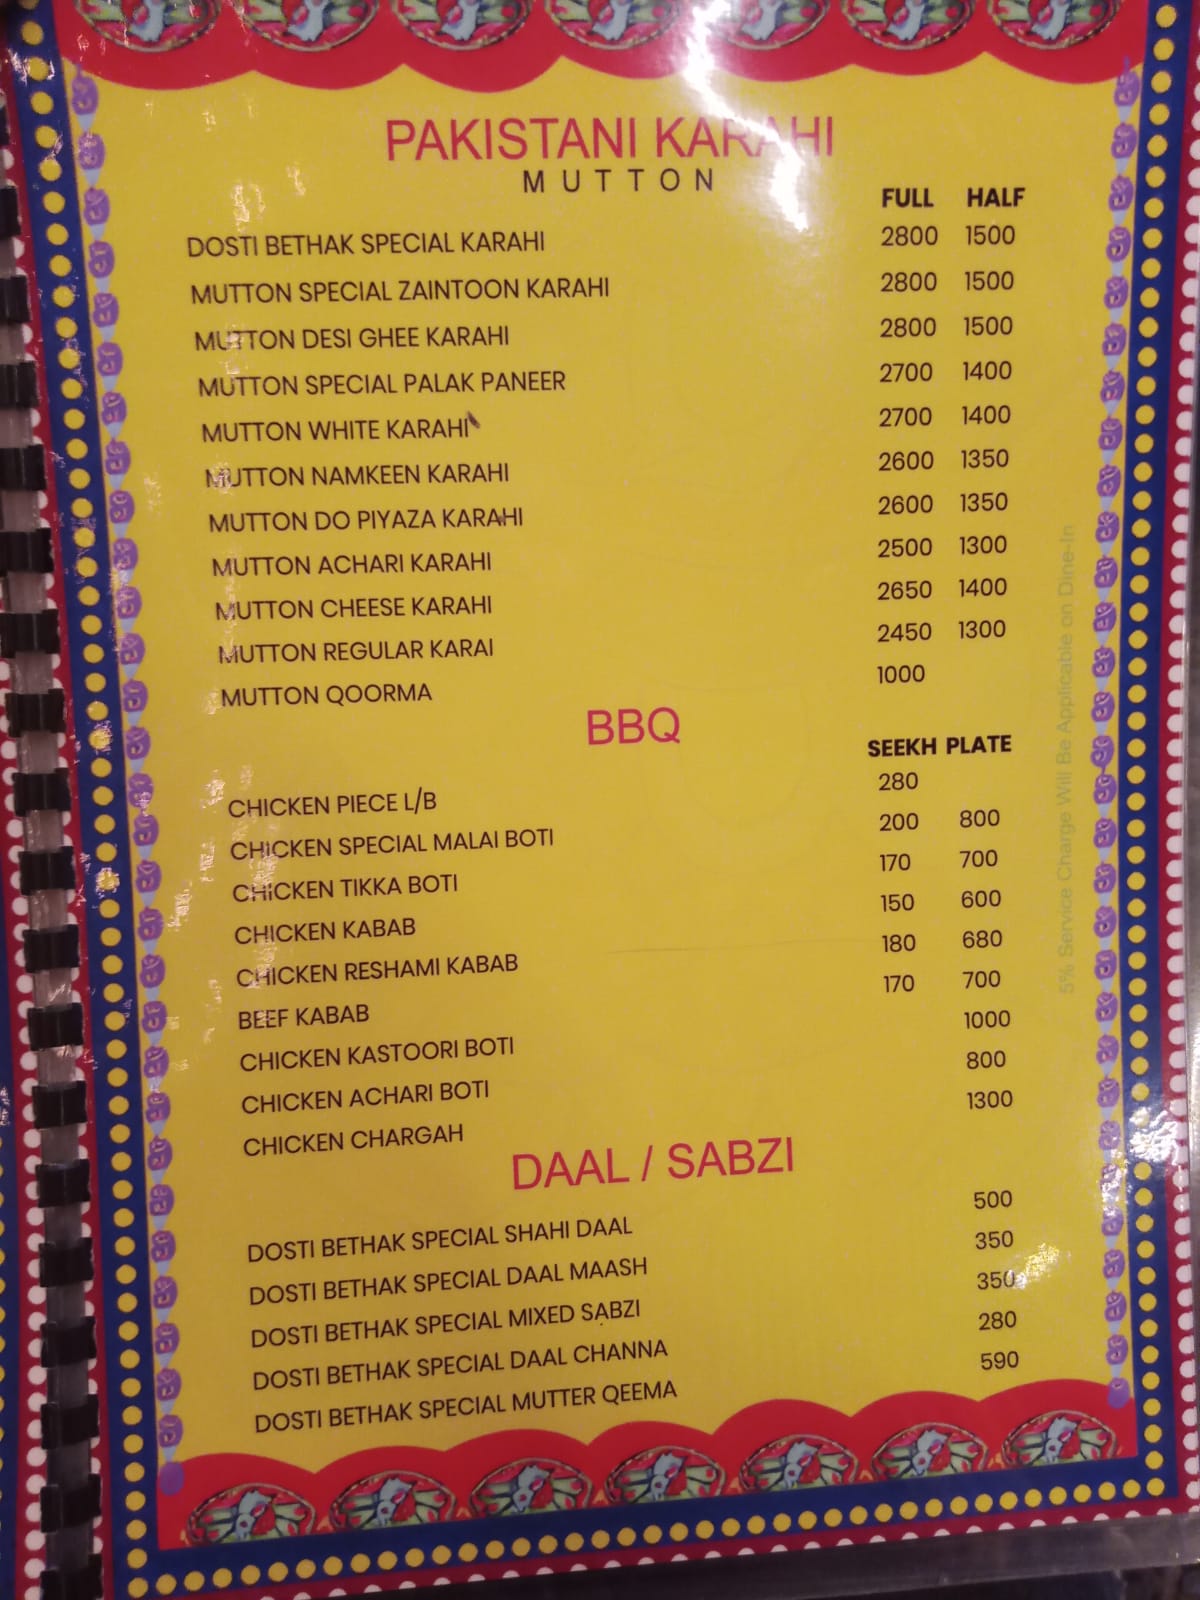 PAKISTANI KARAHI
MUTTON
FULL HALF
DOSTI BETHAK SPECIAL KARAHI 2800 1500
MUTTON SPECIAL ZAINTOON KARAHI 2800 1500
MUTTON DESI GHEE KARAHI 2800 1500
MUTTON SPECIAL PALAK PANEER 2700 1400
MUTTON WHITE KARAHI 2700 1400
MUTTON NAMKEEN KARAHI 2600 1350
MUTTON DO PIYAZA KARAHI 2600 1350
MUTTON ACHARI KARAHI 2500 1300
MUTTON CHEESE KARAHI 2650 1400
MUTTON REGULAR KARAI 2450 1300
MUTTON QOORMA 1000
BBQ
SEEKH PLATE
CHICKEN PIECE L/B 280
CHICKEN SPECIAL MALAI BOTI 200 800
CHICKEN TIKKA BOTI 170 700
CHICKEN KABAB 150 600
CHICKEN RESHAMI KABAB 180 680
BEEF KABAB 170 700
CHICKEN KASTOORI BOTI 1000
CHICKEN ACHARI BOTI 800
CHICKEN CHARGAH 1300
DAAL / SABZI
DOSTI BETHAK SPECIAL SHAHI DAAL 500
DOSTI BETHAK SPECIAL DAAL MAASH 350
DOSTI BETHAK SPECIAL MIXED SABZI 350
DOSTI BETHAK SPECIAL DAAL CHANNA 280
DOSTI BETHAK SPECIAL MUTTER QEEMA 590
5% Service Charge Will Be Applicable on Dine-In